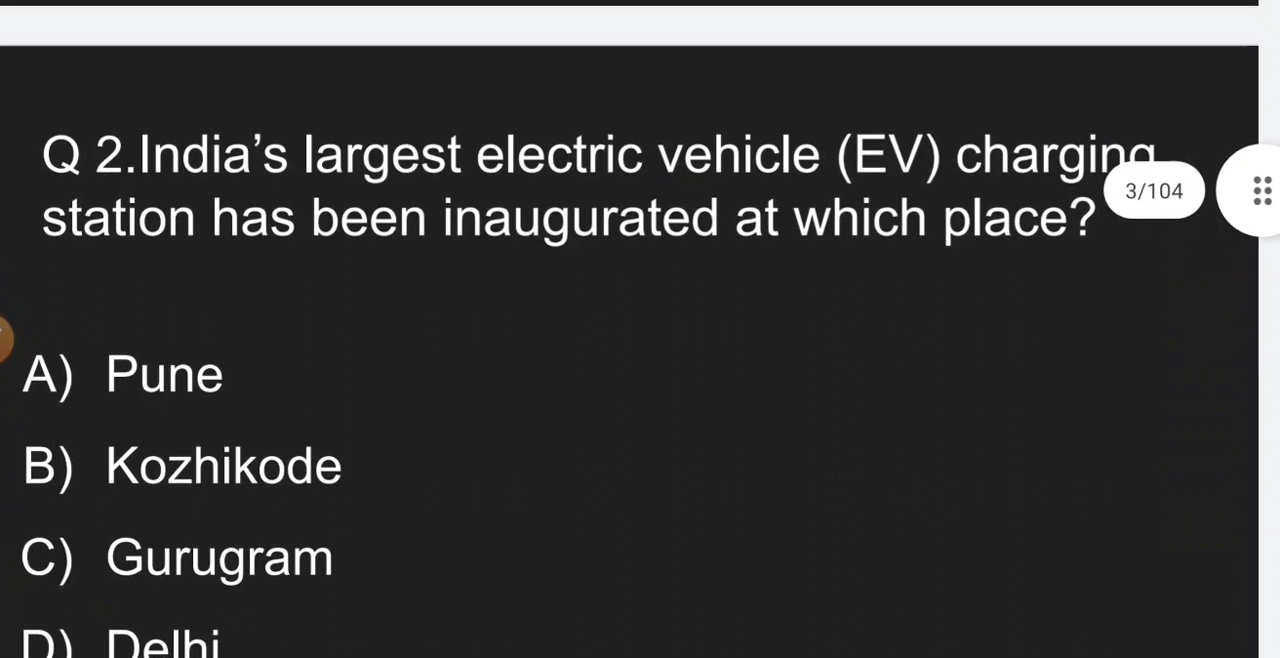 Q 2.India's largest electric vehicle (EV) charging
station has been inaugurated at which place?
3/104
A) Pune
B) Kozhikode
C) Gurugram
D) Delhi